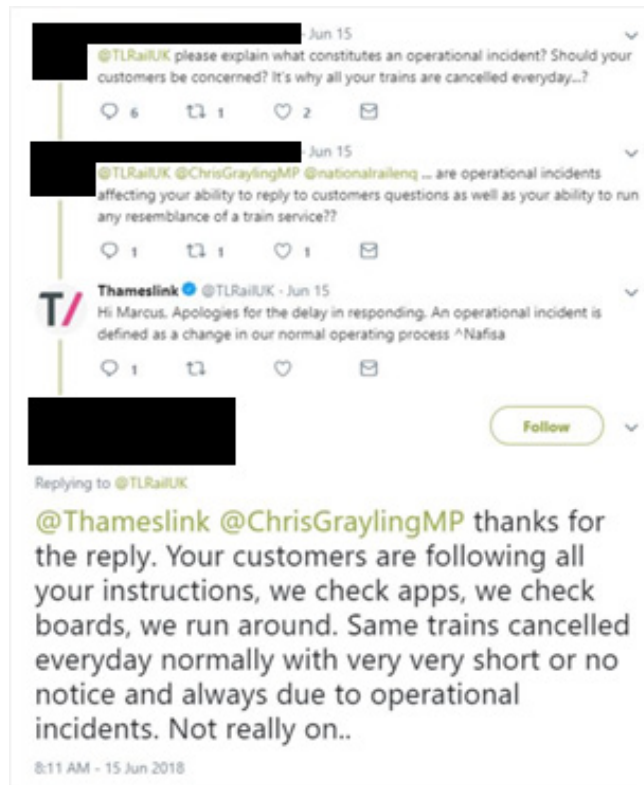 - Jun 15
@TLRailUK please explain what constitutes an operational incident? Should your
customers be concerned? It's why all your trains are cancelled everyday...?
6 1 2
- Jun 15
@TLRailUK @ChrisGraylingMP @nationalrailenq ... are operational incidents
affecting your ability to reply to customers questions as well as your ability to run
any resemblance of a train service??
1 1 1
T/
Thameslink @TLRailUK - Jun 15
Hi Marcus. Apologies for the delay in responding. An operational incident is
defined as a change in our normal operating process ^Nafisa
1
Follow
Replying to @TLRailUK
@Thameslink @ChrisGraylingMP thanks for
the reply. Your customers are following all
your instructions, we check apps, we check
boards, we run around. Same trains cancelled
everyday normally with very very short or no
notice and always due to operational
incidents. Not really on..
8:11 AM - 15 Jun 2018